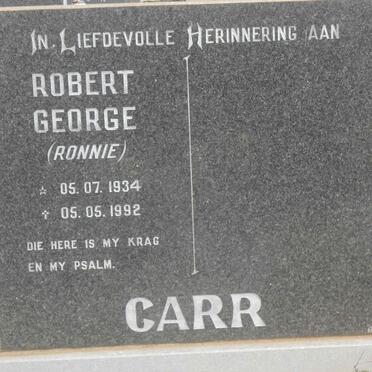 In Liefdevolle Herinnering aan
ROBERT
GEORGE
(RONNIE)
☆ 05.07.1934
✝ 05.05.1992
DIE HERE IS MY KRAG
EN MY PSALM.
CARR